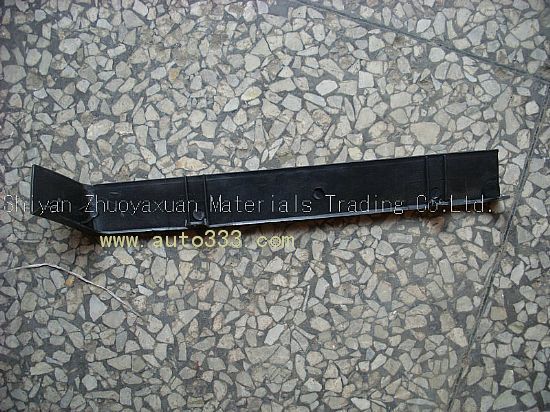 Shiyan Zhuoyaxuan Materials Trading Co.Ltd.
www.auto333.com